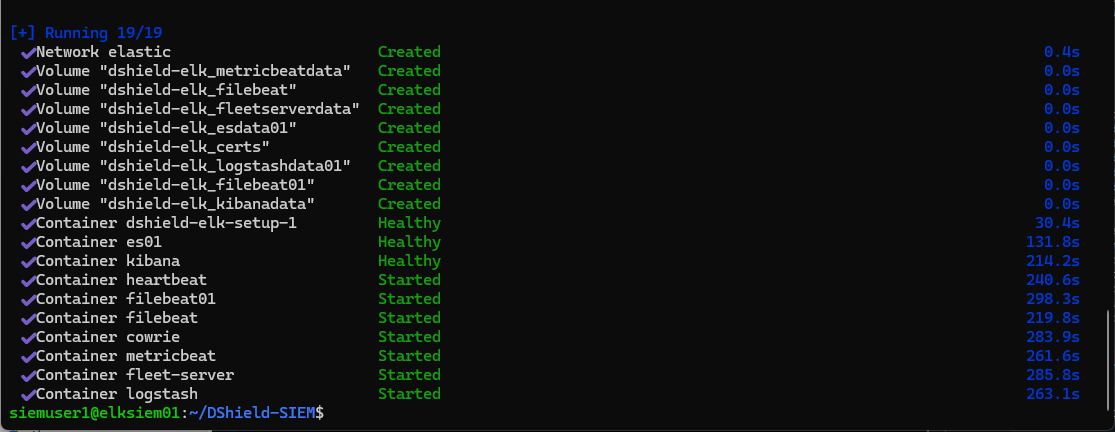 [+] Running 19/19
✔Network elastic Created 0.4s
✔Volume "dshield-elk_metricbeatdata" Created 0.0s
✔Volume "dshield-elk_filebeat" Created 0.0s
✔Volume "dshield-elk_fleetserverdata" Created 0.0s
✔Volume "dshield-elk_esdata01" Created 0.0s
✔Volume "dshield-elk_certs" Created 0.0s
✔Volume "dshield-elk_logstashdata01" Created 0.0s
✔Volume "dshield-elk_filebeat01" Created 0.0s
✔Volume "dshield-elk_kibanadata" Created 0.0s
✔Container dshield-elk-setup-1 Healthy 30.4s
✔Container es01 Healthy 131.8s
✔Container kibana Healthy 214.2s
✔Container heartbeat Started 240.6s
✔Container filebeat01 Started 298.3s
✔Container filebeat Started 219.8s
✔Container cowrie Started 283.9s
✔Container metricbeat Started 261.6s
✔Container fleet-server Started 285.8s
✔Container logstash Started 263.1s
siemuser1@elksiem01:~/DShield-SIEM$